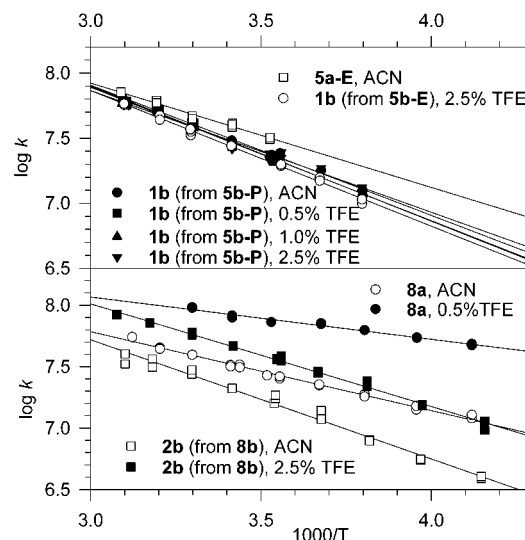 3.0 3.5 4.0
8.0
7.5
7.0
6.5
log k
5a-E, ACN
1b (from 5b-E), 2.5% TFE
1b (from 5b-P), ACN
1b (from 5b-P), 0.5% TFE
1b (from 5b-P), 1.0% TFE
1b (from 5b-P), 2.5% TFE
8.0
7.5
7.0
6.5
log k
8a, ACN
8a, 0.5%TFE
2b (from 8b), ACN
2b (from 8b), 2.5% TFE
3.0 3.5 4.0
1000/T